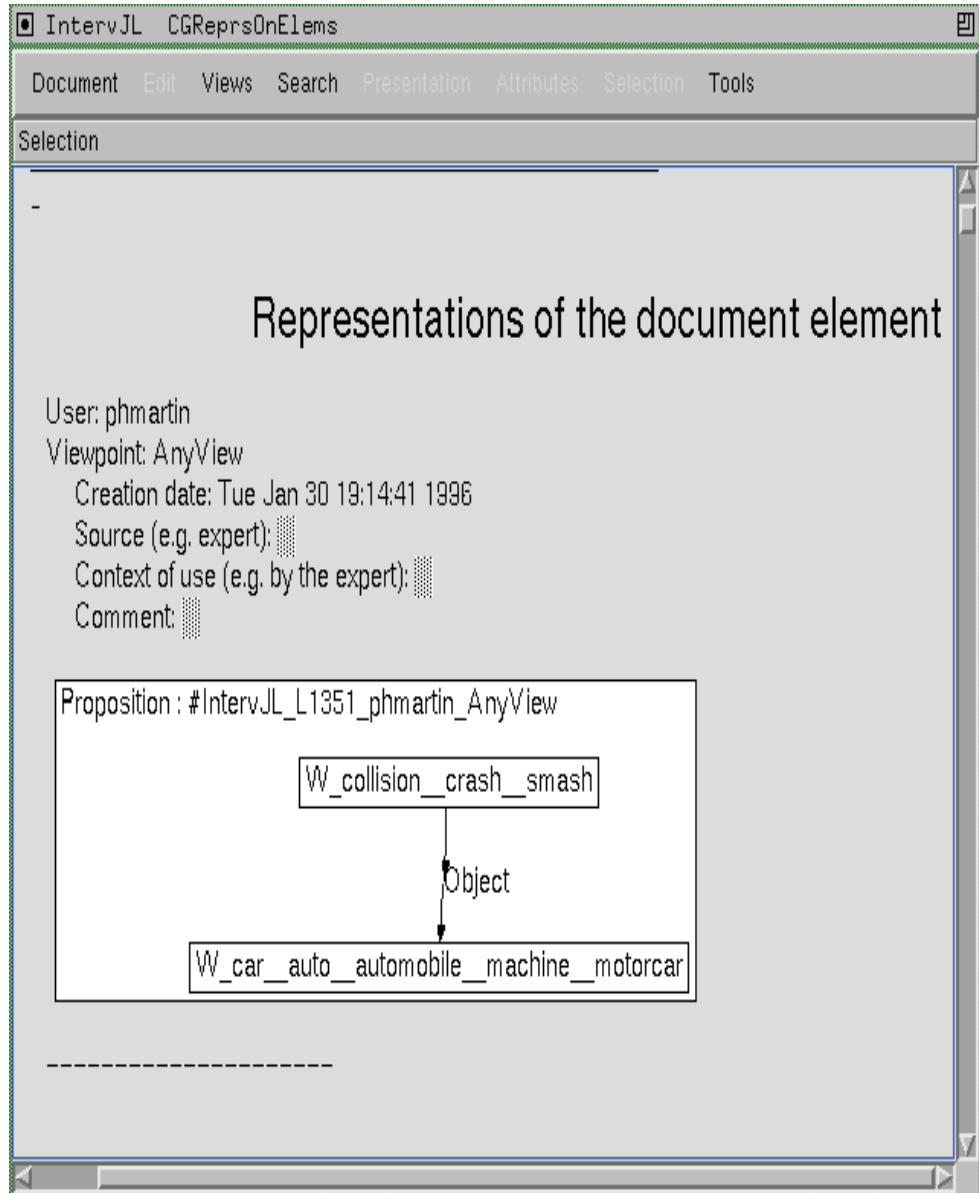 IntervJL CGReprsOnElems
Document Edit Views Search Presentation Attributes Selection Tools
Selection
-
Representations of the document element
User: phmartin
Viewpoint: AnyView
Creation date: Tue Jan 30 19:14:41 1996
Source (e.g. expert):
Context of use (e.g. by the expert):
Comment:
Proposition : #IntervJL_L1351_phmartin_AnyView
W_collision__crash__smash
Object
W_car__auto__automobile__machine__motorcar
---------------------